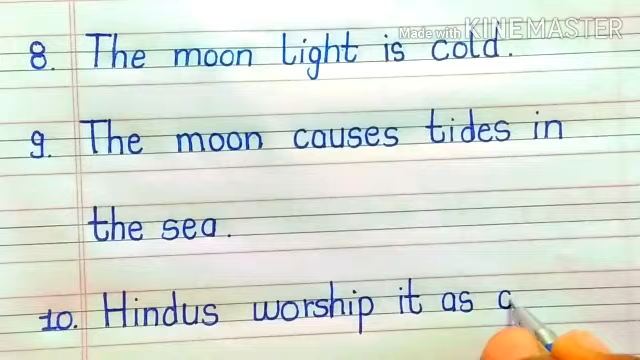 Made with KINEMASTER
8. The moon light is cold.
9. The moon causes tides in
the sea.
10. Hindus worship it as a